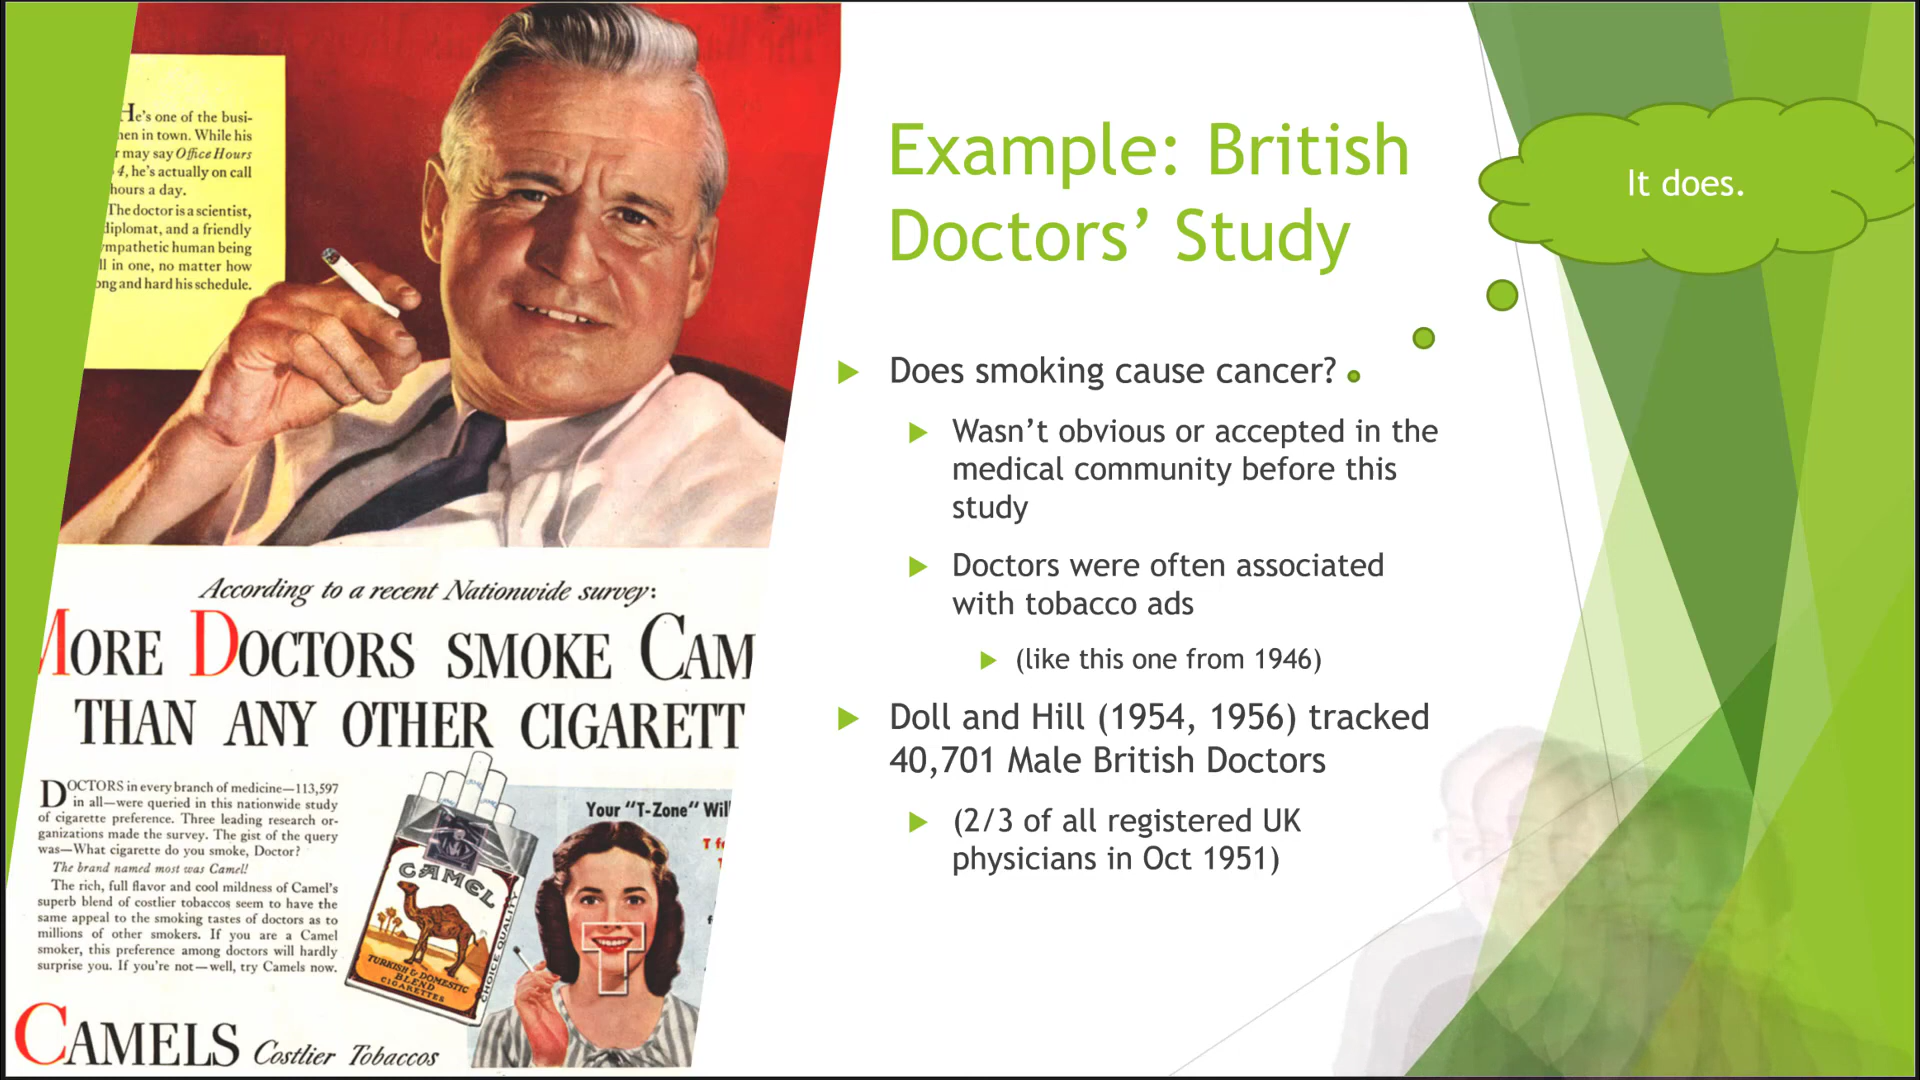 He's one of the busi-
en in town. While his
may say Office Hours
4, he's actually on call
hours a day.
The doctor is a scientist,
diplomat, and a friendly
mpathetic human being
ll in one, no matter how
ong and hard his schedule.
According to a recent Nationwide survey:
MORE DOCTORS SMOKE CAM
THAN ANY OTHER CIGARETT
DOCTORS in every branch of medicine—113,597
in all—were queried in this nationwide study
of cigarette preference. Three leading research or-
ganizations made the survey. The gist of the query
was—What cigarette do you smoke, Doctor?
The brand named most was Camel!
The rich, full flavor and cool mildness of Camel's
superb blend of costlier tobaccos seem to have the
same appeal to the smoking tastes of doctors as to
millions of other smokers. If you are a Camel
smoker, this preference among doctors will hardly
surprise you. If you're not—well, try Camels now.
CAMELS Costlier Tobaccos
CAMEL
TURKISH & DOMESTIC
BLEND
CIGARETTES
CHOICE QUALITY
Your "T-Zone" Wil
T f
T
Example: British
Doctors' Study
It does.
Does smoking cause cancer?
Wasn't obvious or accepted in the
medical community before this
study
Doctors were often associated
with tobacco ads
(like this one from 1946)
Doll and Hill (1954, 1956) tracked
40,701 Male British Doctors
(2/3 of all registered UK
physicians in Oct 1951)